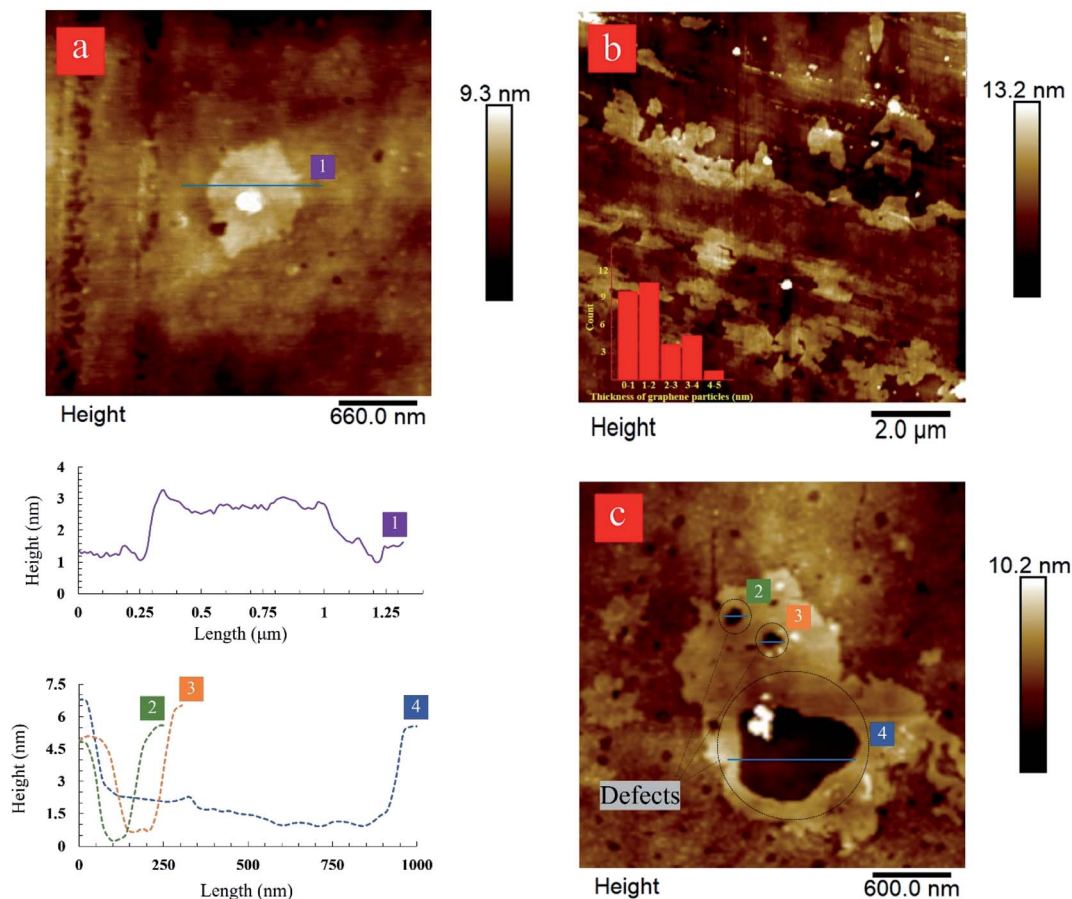 a
9.3 nm
1
Height
660.0 nm
b
13.2 nm
12
9
6
3
Count
0-1 1-2 2-3 3-4 4-5
Thickness of graphene particles (nm)
Height
2.0 µm
4
3
2
1
0
Height (nm)
1
0 0.25 0.5 0.75 1 1.25
Length (µm)
7.5
6
4.5
3
1.5
0
Height (nm)
2
3
4
0 250 500 750 1000
Length (nm)
c
10.2 nm
2
3
4
Defects
Height
600.0 nm